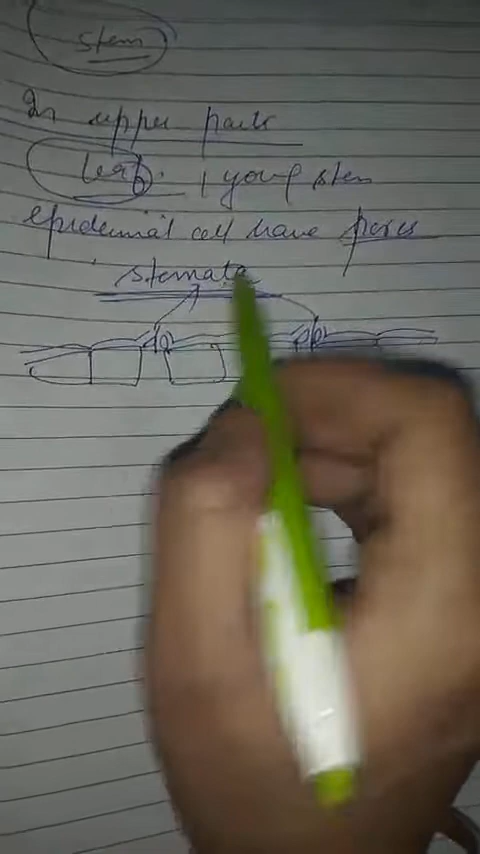 stem
In upper parts
leaf. , young stem
epidermal cell have pores
stomata